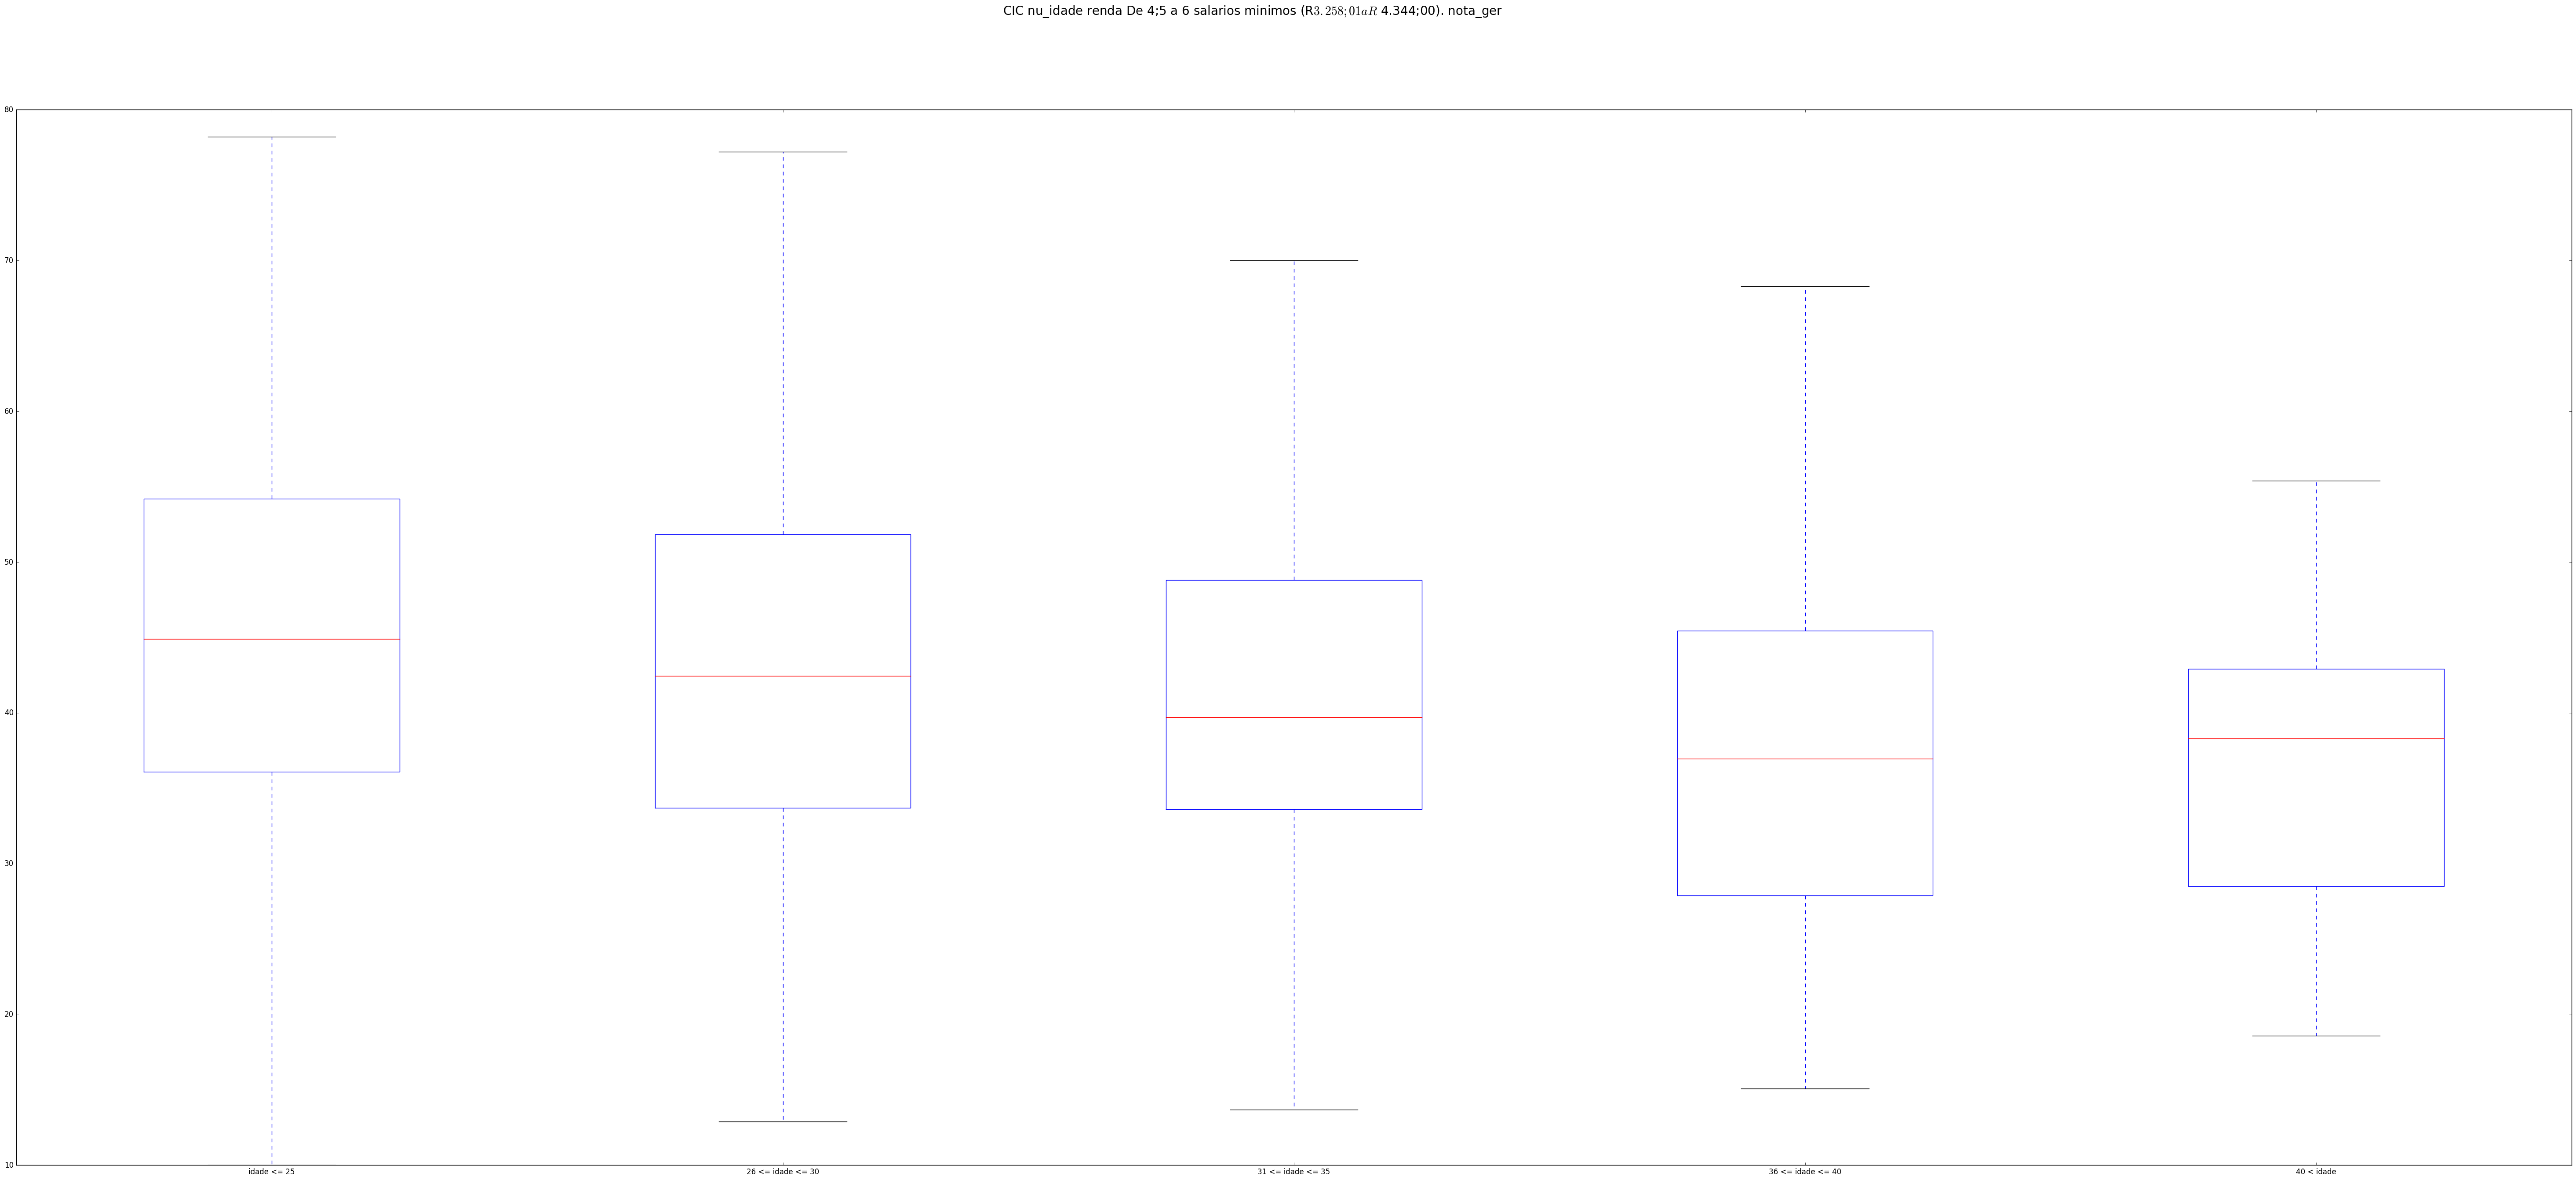 CIC nu_idade renda De 4;5 a 6 salarios minimos (R3.258;01aR 4.344;00). nota_ger
80
70
60
50
40
30
20
10
idade <= 25
26 <= idade <= 30
31 <= idade <= 35
36 <= idade <= 40
40 < idade